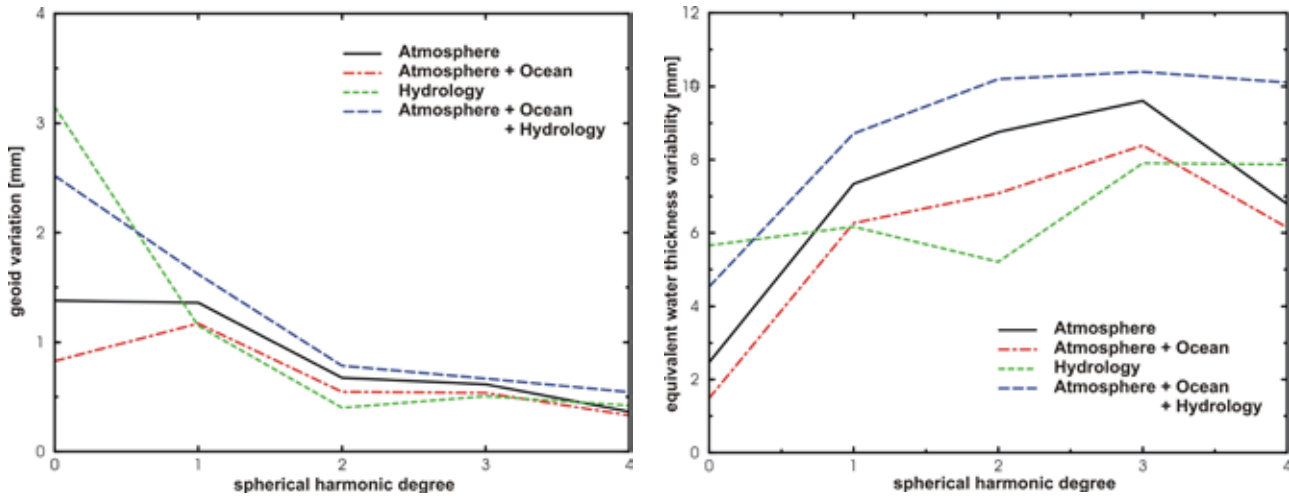 4
3
2
1
0
geoid variation [mm]
Atmosphere
Atmosphere + Ocean
Hydrology
Atmosphere + Ocean
+ Hydrology
0 1 2 3 4
spherical harmonic degree
12
10
8
6
4
2
0
equivalent water thickness variability [mm]
Atmosphere
Atmosphere + Ocean
Hydrology
Atmosphere + Ocean
+ Hydrology
0 1 2 3 4
spherical harmonic degree